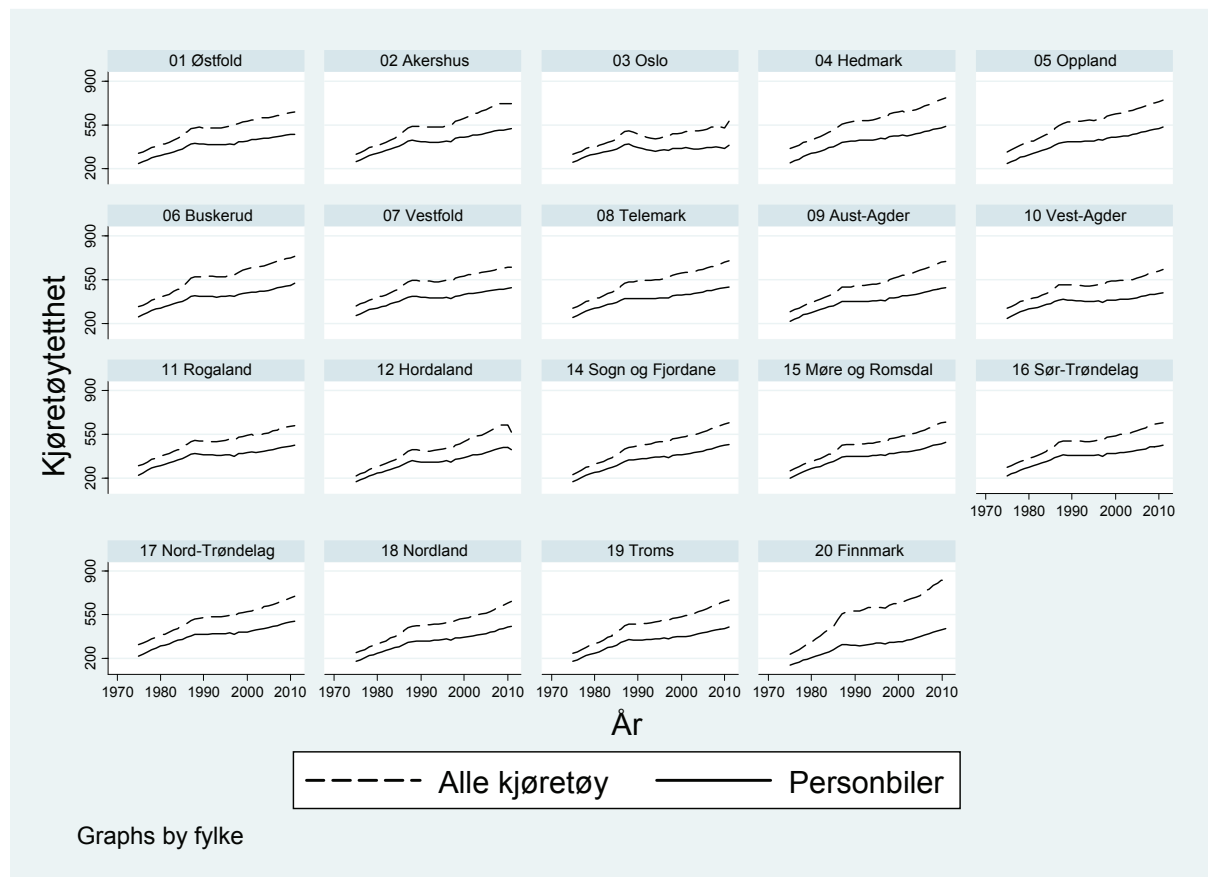 Kjøretøytetthet
01 Østfold
02 Akershus
03 Oslo
04 Hedmark
05 Oppland
900
550
200
06 Buskerud
07 Vestfold
08 Telemark
09 Aust-Agder
10 Vest-Agder
900
550
200
11 Rogaland
12 Hordaland
14 Sogn og Fjordane
15 Møre og Romsdal
16 Sør-Trøndelag
900
550
200
1970 1980 1990 2000 2010
17 Nord-Trøndelag
18 Nordland
19 Troms
20 Finnmark
900
550
200
1970 1980 1990 2000 2010
1970 1980 1990 2000 2010
1970 1980 1990 2000 2010
1970 1980 1990 2000 2010
År
Alle kjøretøy
Personbiler
Graphs by fylke